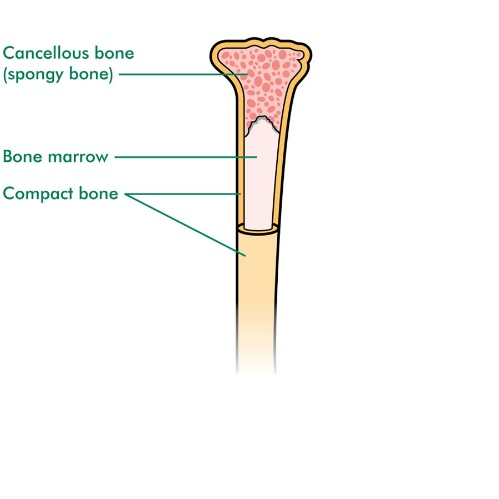 Cancellous bone
(spongy bone)
Bone marrow
Compact bone